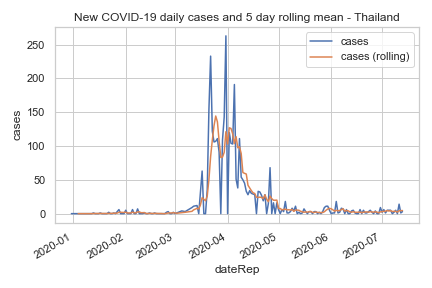 New COVID-19 daily cases and 5 day rolling mean - Thailand
cases
cases (rolling)
250
200
150
100
50
0
cases
2020-01
2020-02
2020-03
2020-04
2020-05
2020-06
2020-07
dateRep